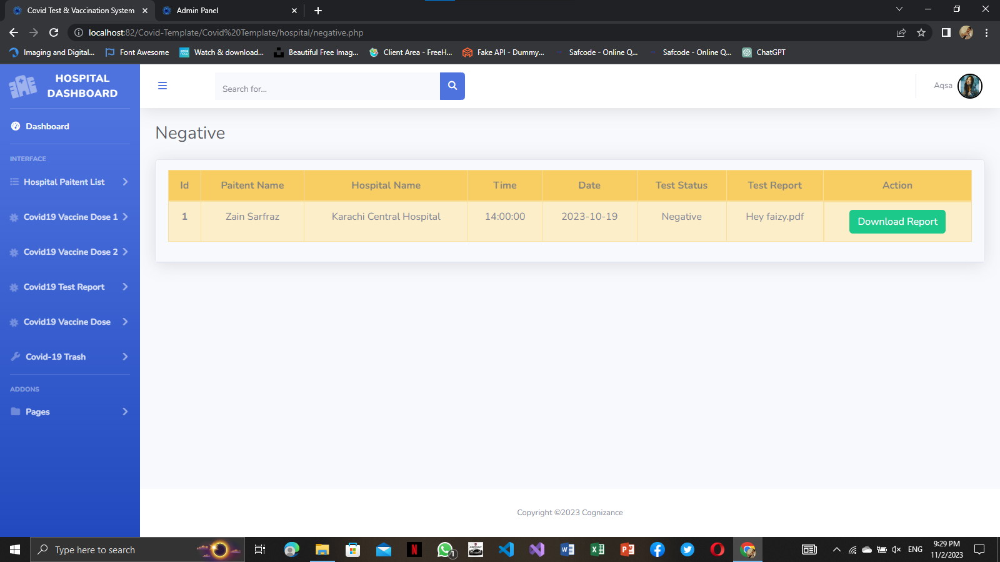 Covid Test & Vaccination System
Admin Panel
localhost:82/Covid-Template/Covid%20Template/hospital/negative.php
Imaging and Digital...
Font Awesome
Watch & download...
Beautiful Free Imag...
Client Area - FreeH...
Fake API - Dummy...
Safcode - Online Q...
Safcode - Online Q...
ChatGPT
HOSPITAL
DASHBOARD
Search for...
Aqsa
Dashboard
INTERFACE
Hospital Paitent List
Covid19 Vaccine Dose 1
Covid19 Vaccine Dose 2
Covid19 Test Report
Covid19 Vaccine Dose
Covid-19 Trash
ADDONS
Pages
Negative
Id Paitent Name Hospital Name Time Date Test Status Test Report Action
1 Zain Sarfraz Karachi Central Hospital 14:00:00 2023-10-19 Negative Hey faizy.pdf Download Report
Copyright ©2023 Cognizance
Type here to search
1
ENG
9:29 PM
11/2/2023